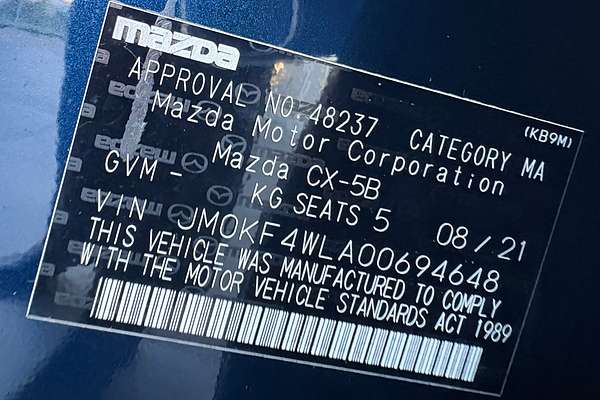 mazda
(KB9M)
APPROVAL NO.48237 CATEGORY MA
Mazda Motor Corporation
Mazda CX-5B
GVM - KG SEATS 5 08/21
VIN JM0KF4WLA00694648
THIS VEHICLE WAS MANUFACTURED TO COMPLY
WITH THE MOTOR VEHICLE STANDARDS ACT 1989